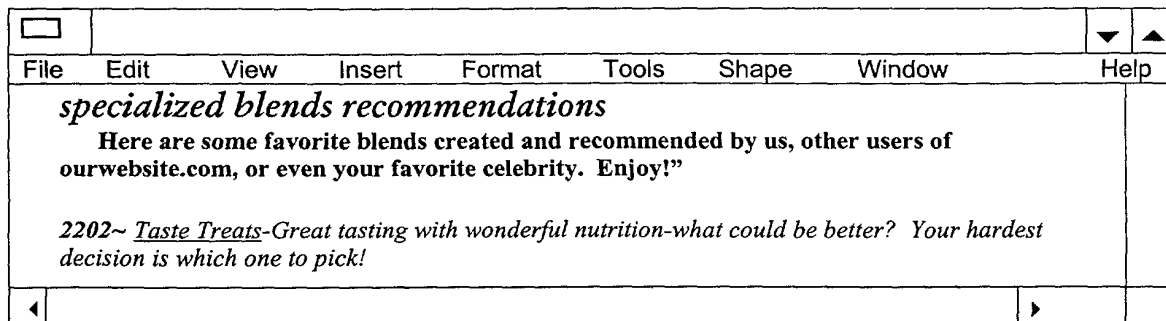 File Edit View Insert Format Tools Shape Window Help
specialized blends recommendations
Here are some favorite blends created and recommended by us, other users of
ourwebsite.com, or even your favorite celebrity. Enjoy!”
2202~ Taste Treats-Great tasting with wonderful nutrition-what could be better? Your hardest
decision is which one to pick!